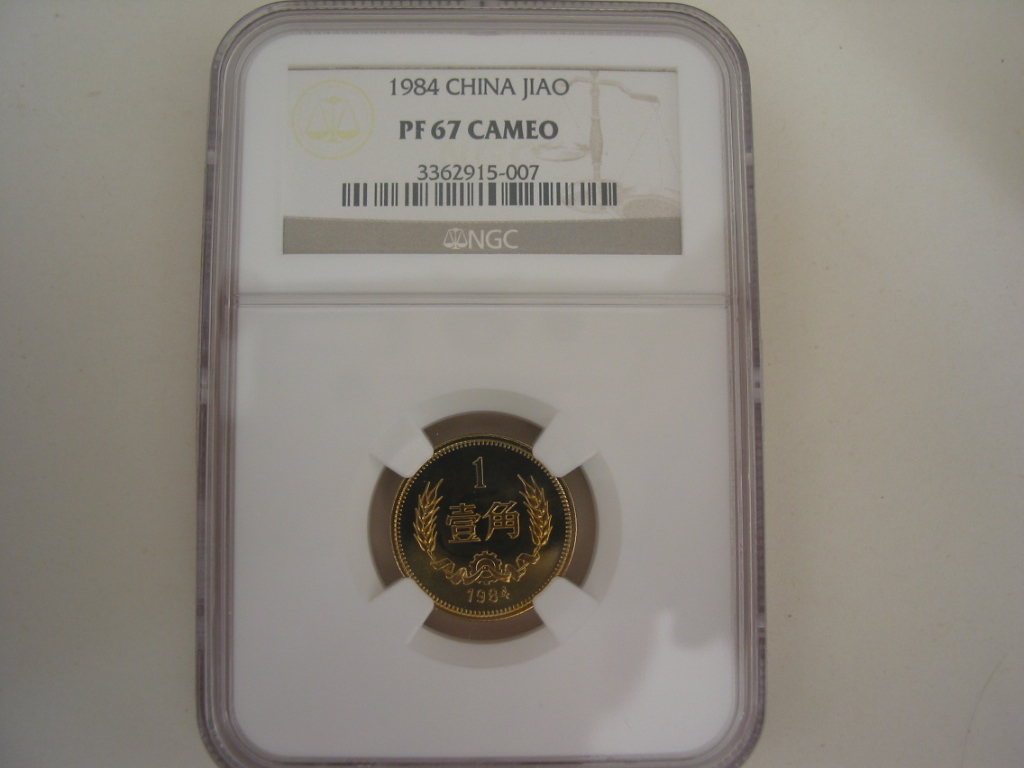 1984 CHINA JIAO
PF 67 CAMEO
3362915-007
NGC
1
壹角
1984